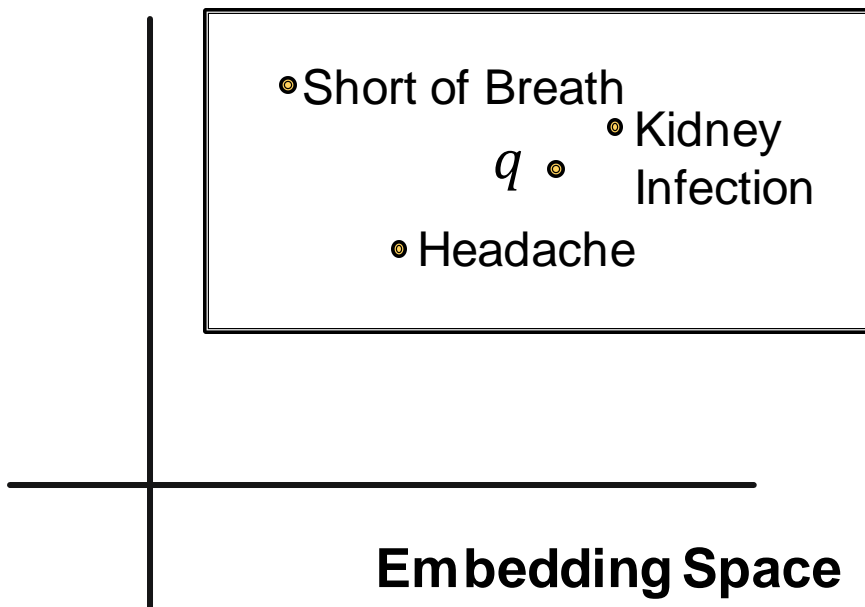 Short of Breath
Kidney
Infection
q
Headache
Embedding Space